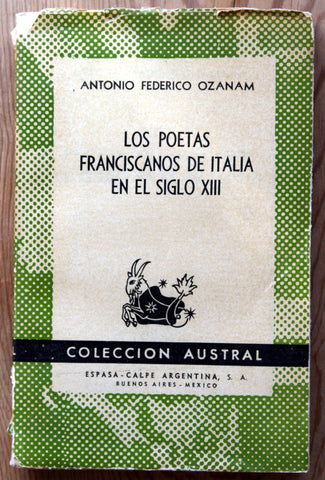 ANTONIO FEDERICO OZANAM
LOS POETAS
FRANCISCANOS DE ITALIA
EN EL SIGLO XIII
COLECCION AUSTRAL
ESPASA-CALPE ARGENTINA, S. A.
BUENOS AIRES-MEXICO